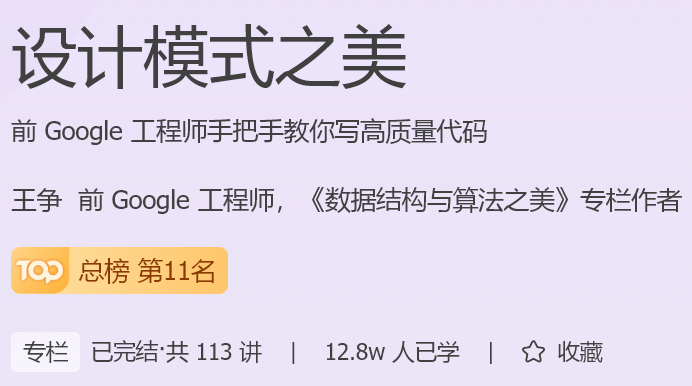 设计模式之美
前 Google 工程师手把手教你写高质量代码
王争 前 Google 工程师，《数据结构与算法之美》专栏作者
TOP 总榜 第11名
专栏 已完结·共 113 讲 | 12.8w 人已学 | 收藏